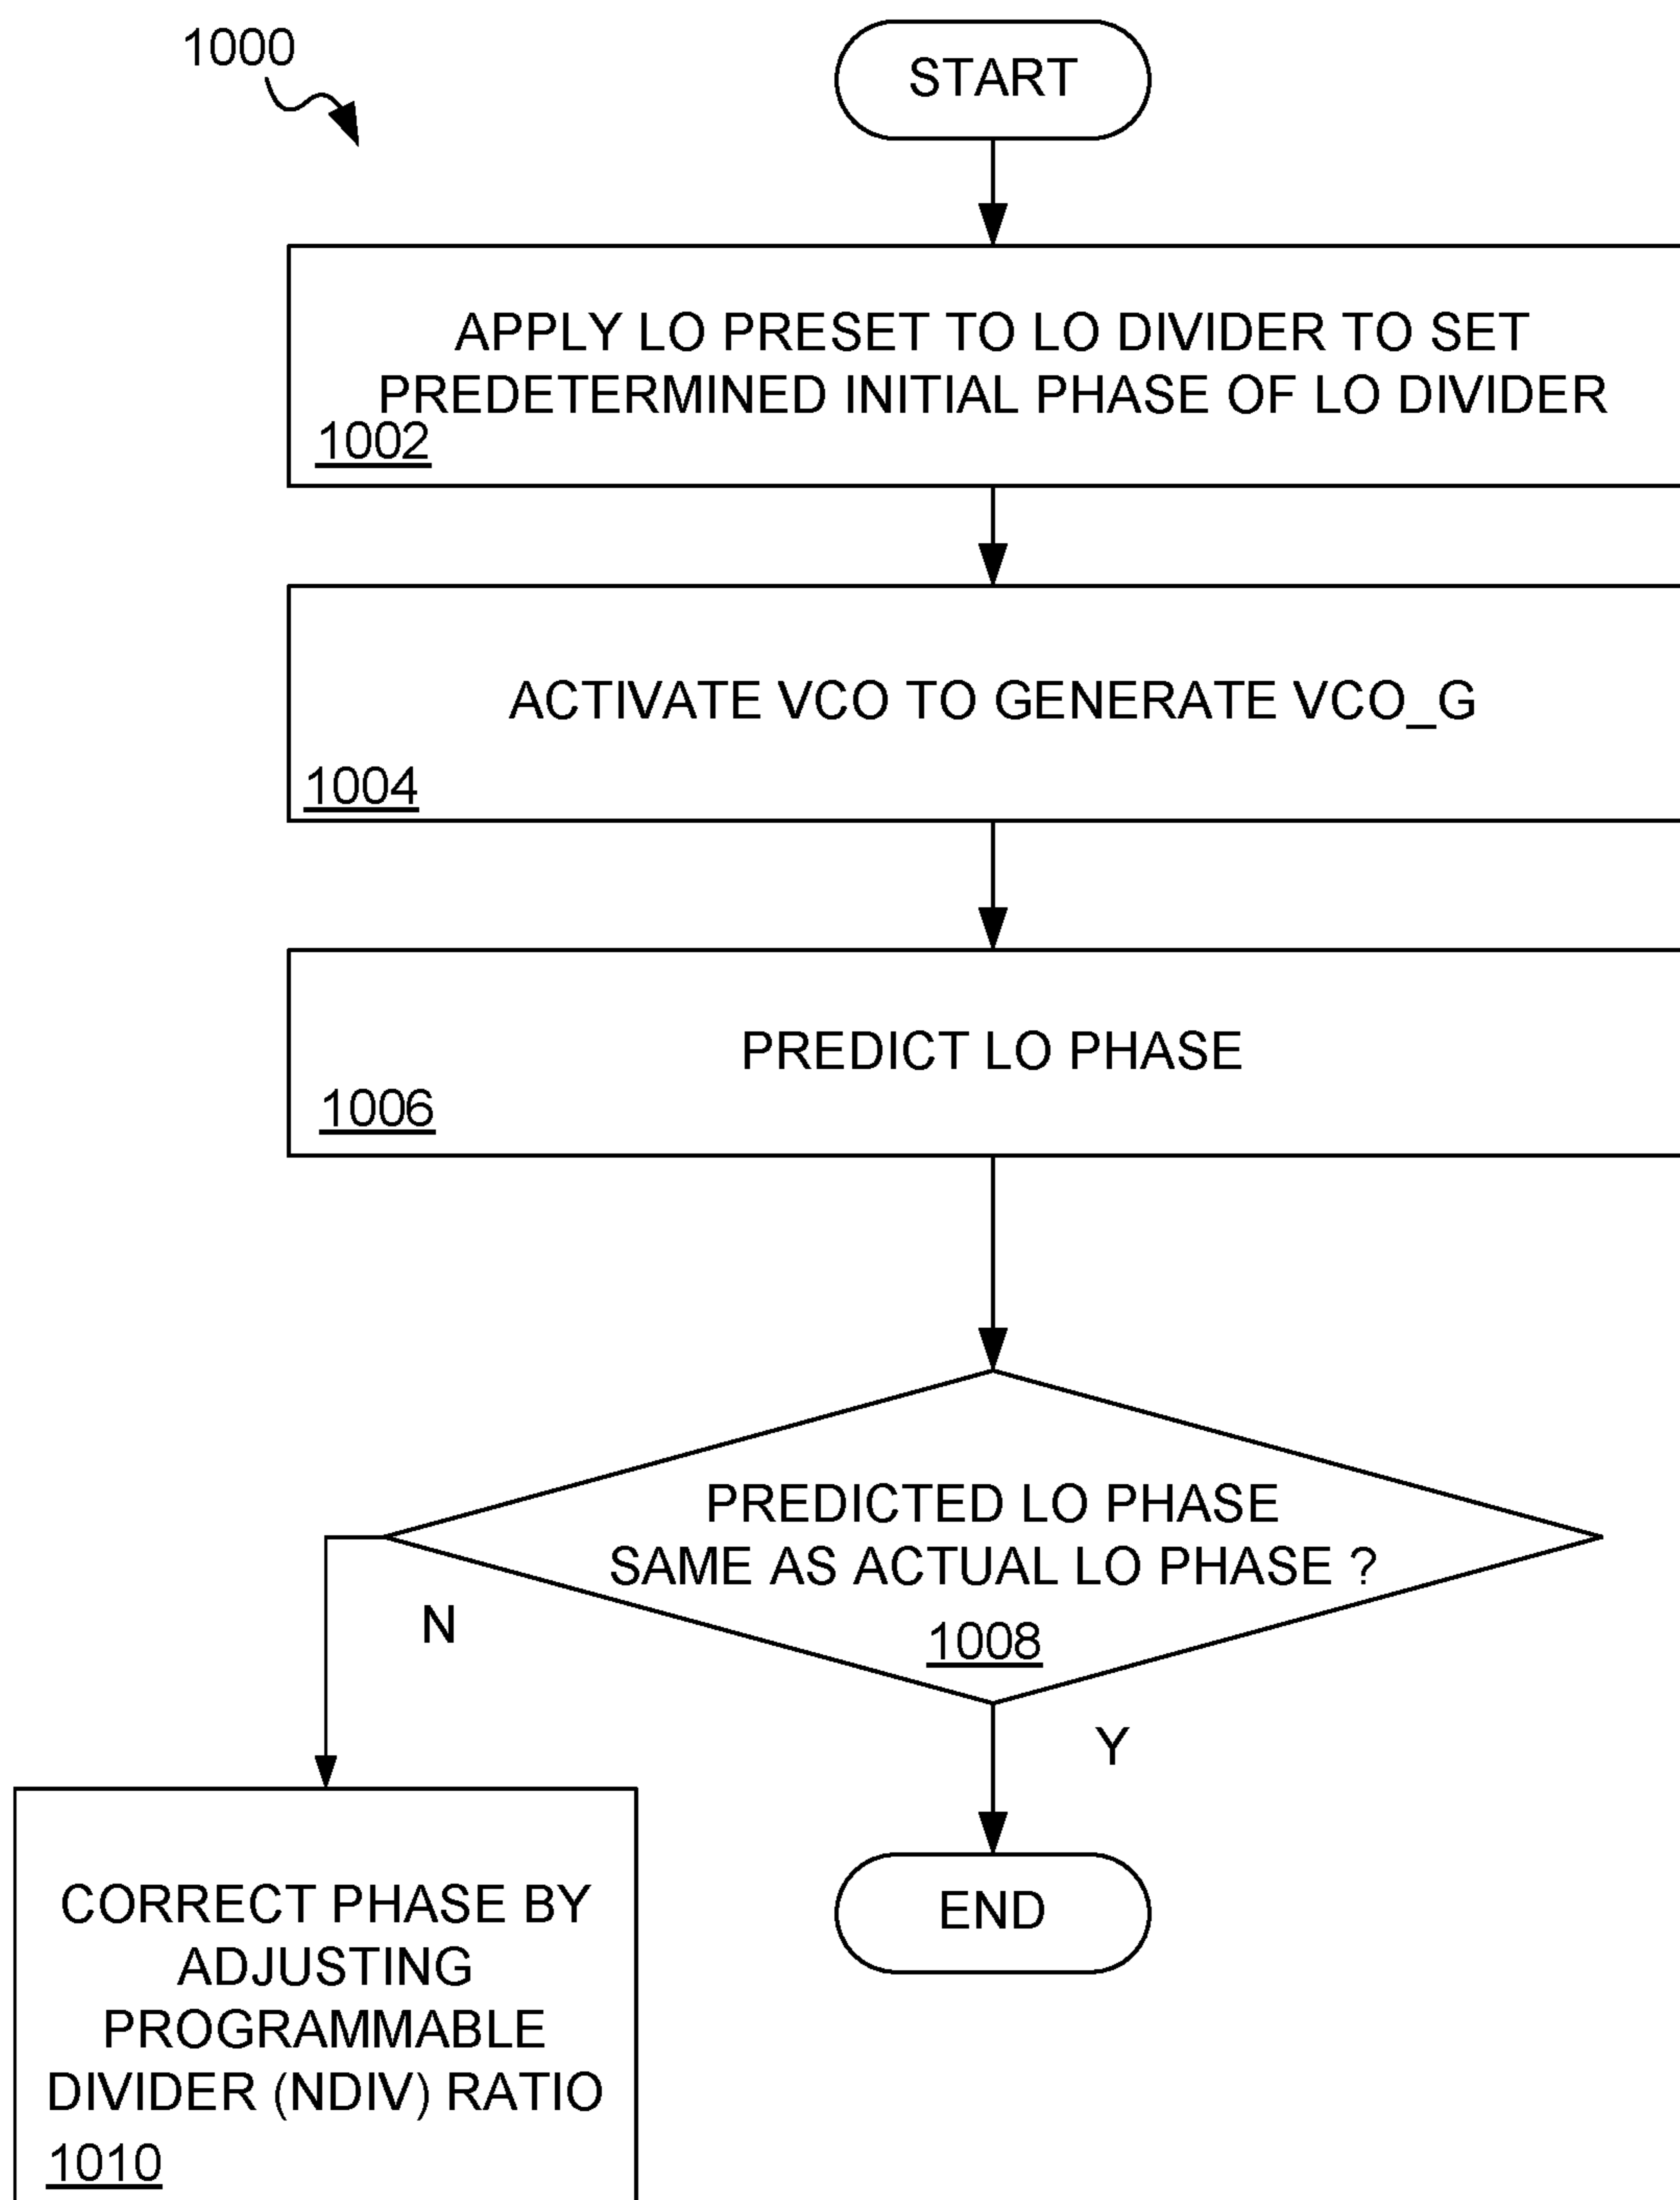 1000
START
APPLY LO PRESET TO LO DIVIDER TO SET
PREDETERMINED INITIAL PHASE OF LO DIVIDER
1002
ACTIVATE VCO TO GENERATE VCO_G
1004
PREDICT LO PHASE
1006
PREDICTED LO PHASE
SAME AS ACTUAL LO PHASE ?
1008
N
Y
CORRECT PHASE BY
ADJUSTING
PROGRAMMABLE
DIVIDER (NDIV) RATIO
1010
END